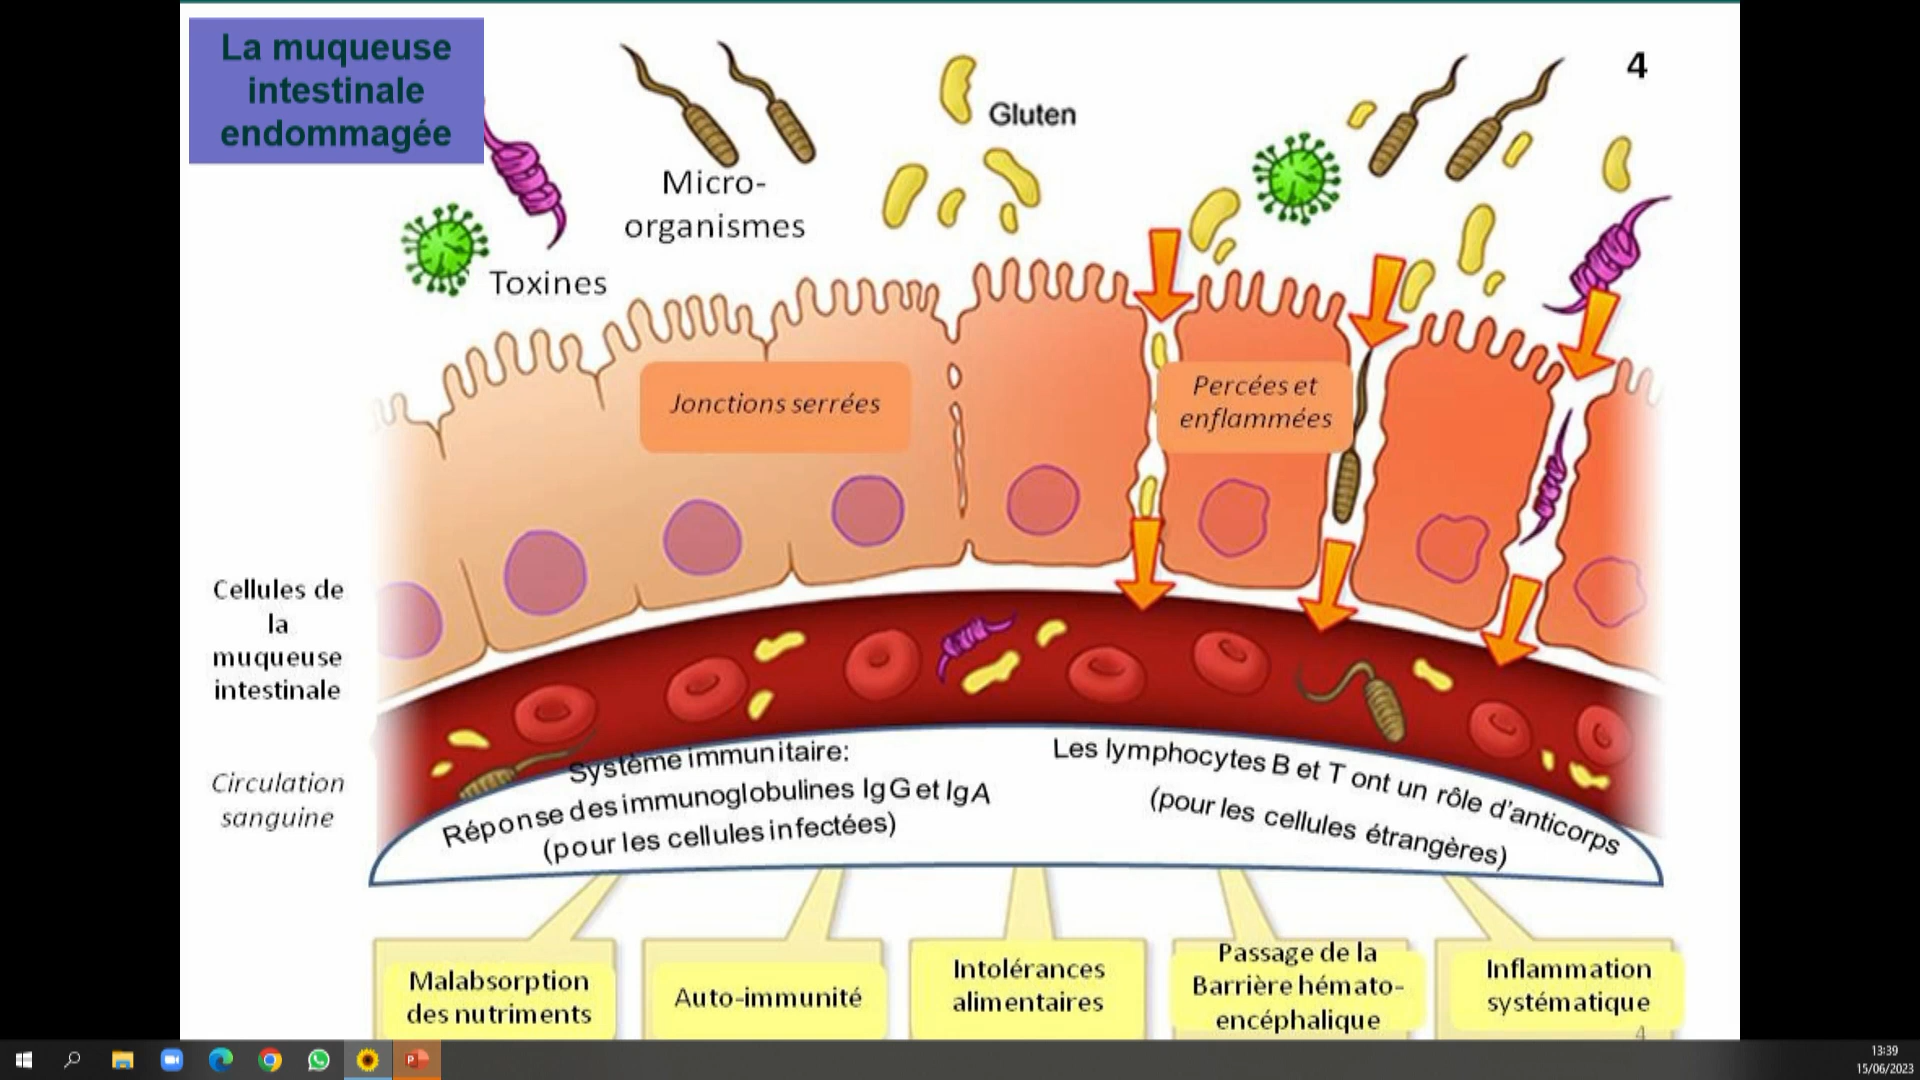 La muqueuse
intestinale
endommagée
4
Gluten
Micro-
organismes
Toxines
Jonctions serrées
Percées et
enflammées
Cellules de
la
muqueuse
intestinale
Circulation
sanguine
Système immunitaire:
Réponse des immunoglobulines IgG et IgA
(pour les cellules infectées)
Les lymphocytes B et T ont un rôle d'anticorps
(pour les cellules étrangères)
Malabsorption
des nutriments
Auto-immunité
Intolérances
alimentaires
Passage de la
Barrière hémato-
encéphalique
Inflammation
systématique
4
P
13:39
15/06/2023